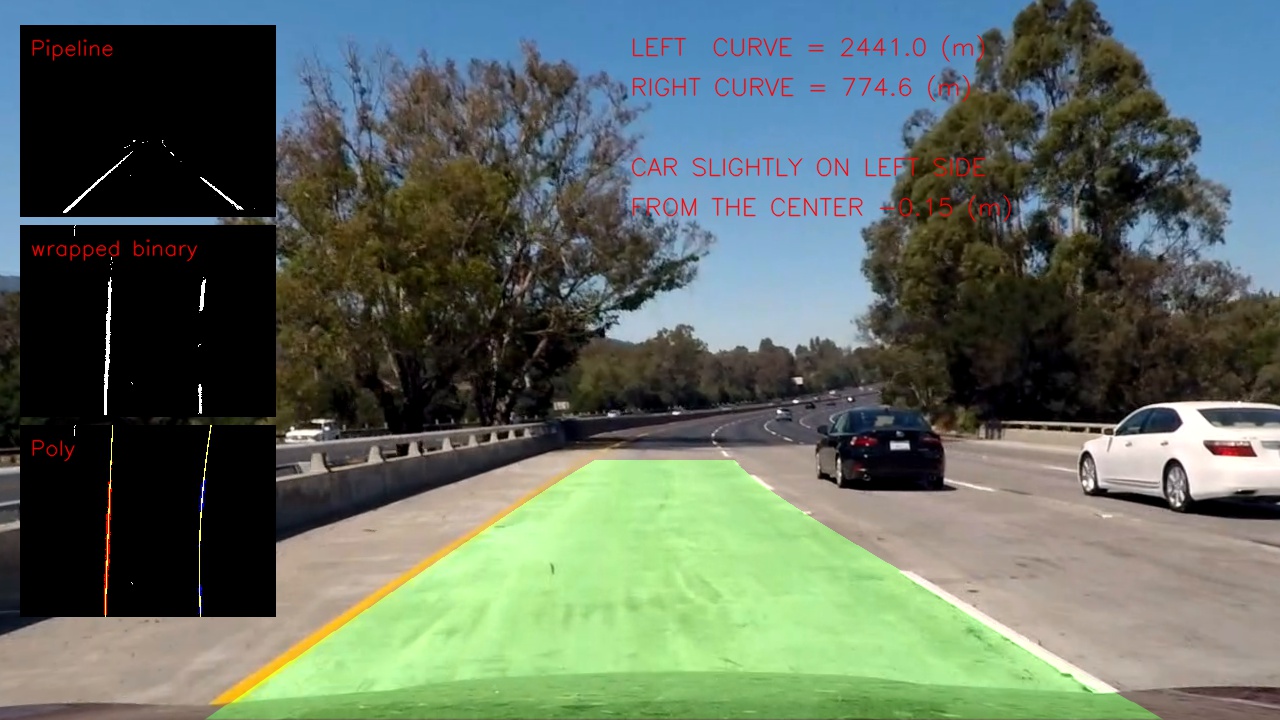 Pipeline
LEFT CURVE = 2441.0 (m)
RIGHT CURVE = 774.6 (m)
CAR SLIGHTLY ON LEFT SIDE
FROM THE CENTER -0.15 (m)
wrapped binary
Poly